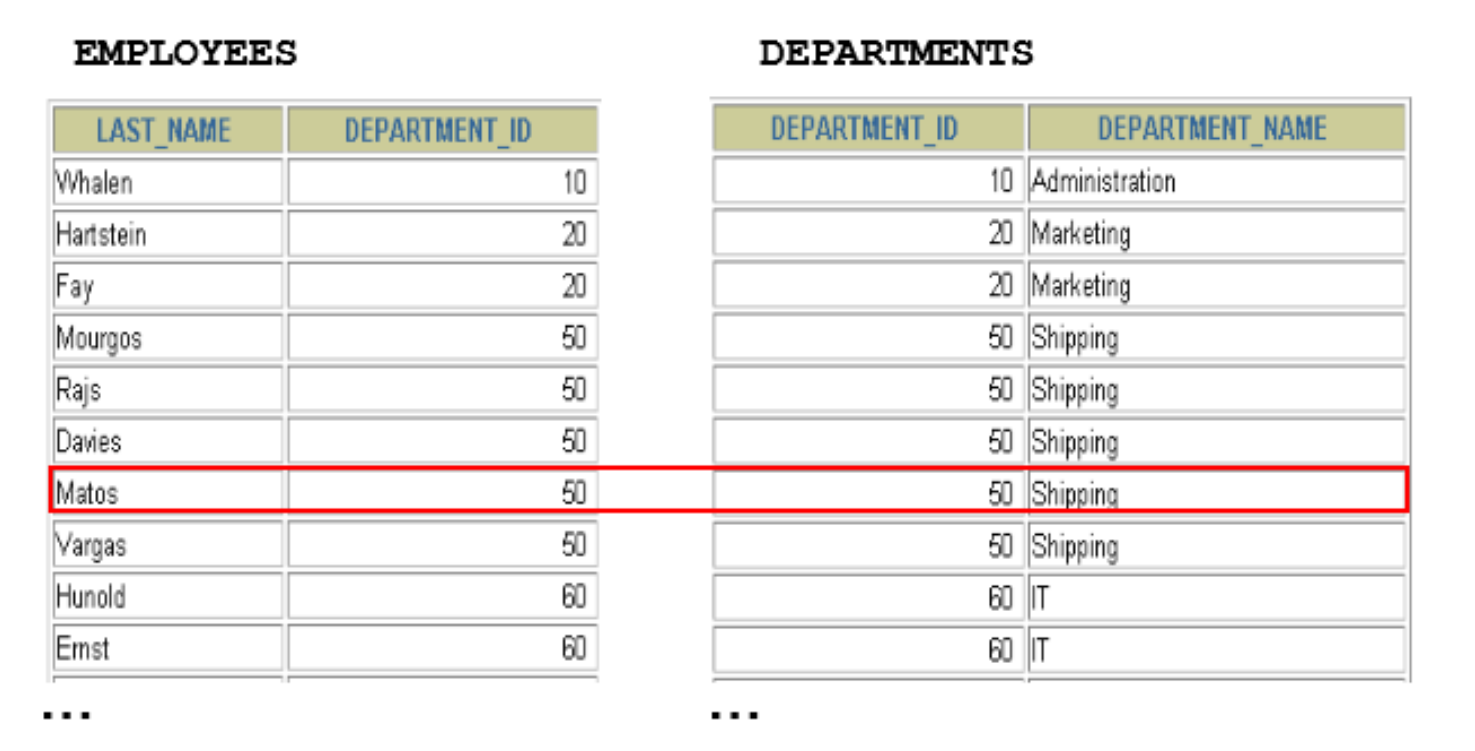 EMPLOYEES DEPARTMENTS
LAST_NAME DEPARTMENT_ID DEPARTMENT_ID DEPARTMENT_NAME
Whalen 10 10 Administration
Hartstein 20 20 Marketing
Fay 20 20 Marketing
Mourgos 50 50 Shipping
Rajs 50 50 Shipping
Davies 50 50 Shipping
Matos 50 50 Shipping
Vargas 50 50 Shipping
Hunold 60 60 IT
Ernst 60 60 IT
... ...